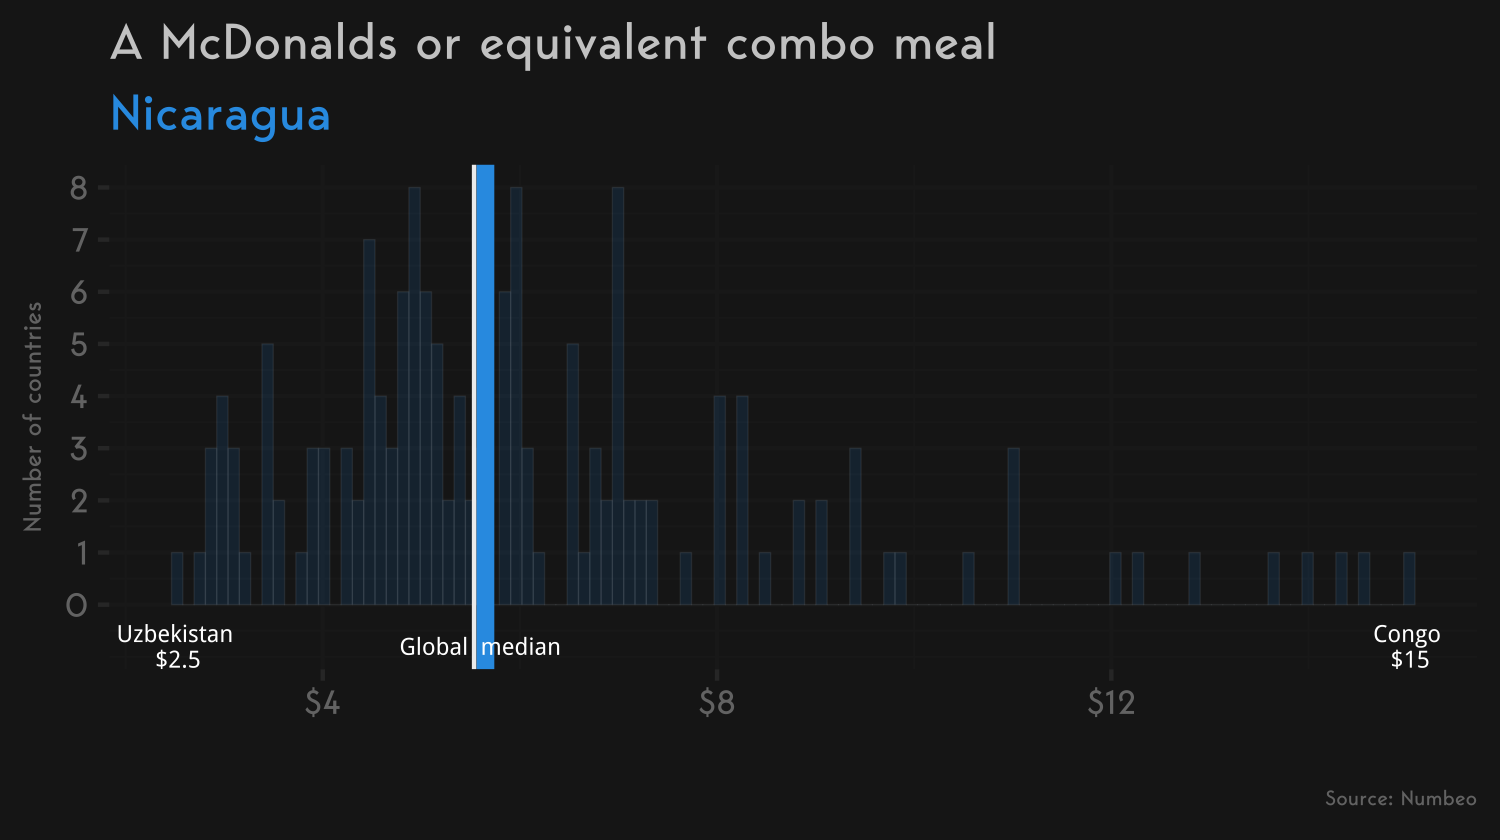 A McDonalds or equivalent combo meal
Nicaragua
Number of countries
8
7
6
5
4
3
2
1
0
Uzbekistan
$2.5
Global median
Congo
$15
$4
$8
$12
Source: Numbeo